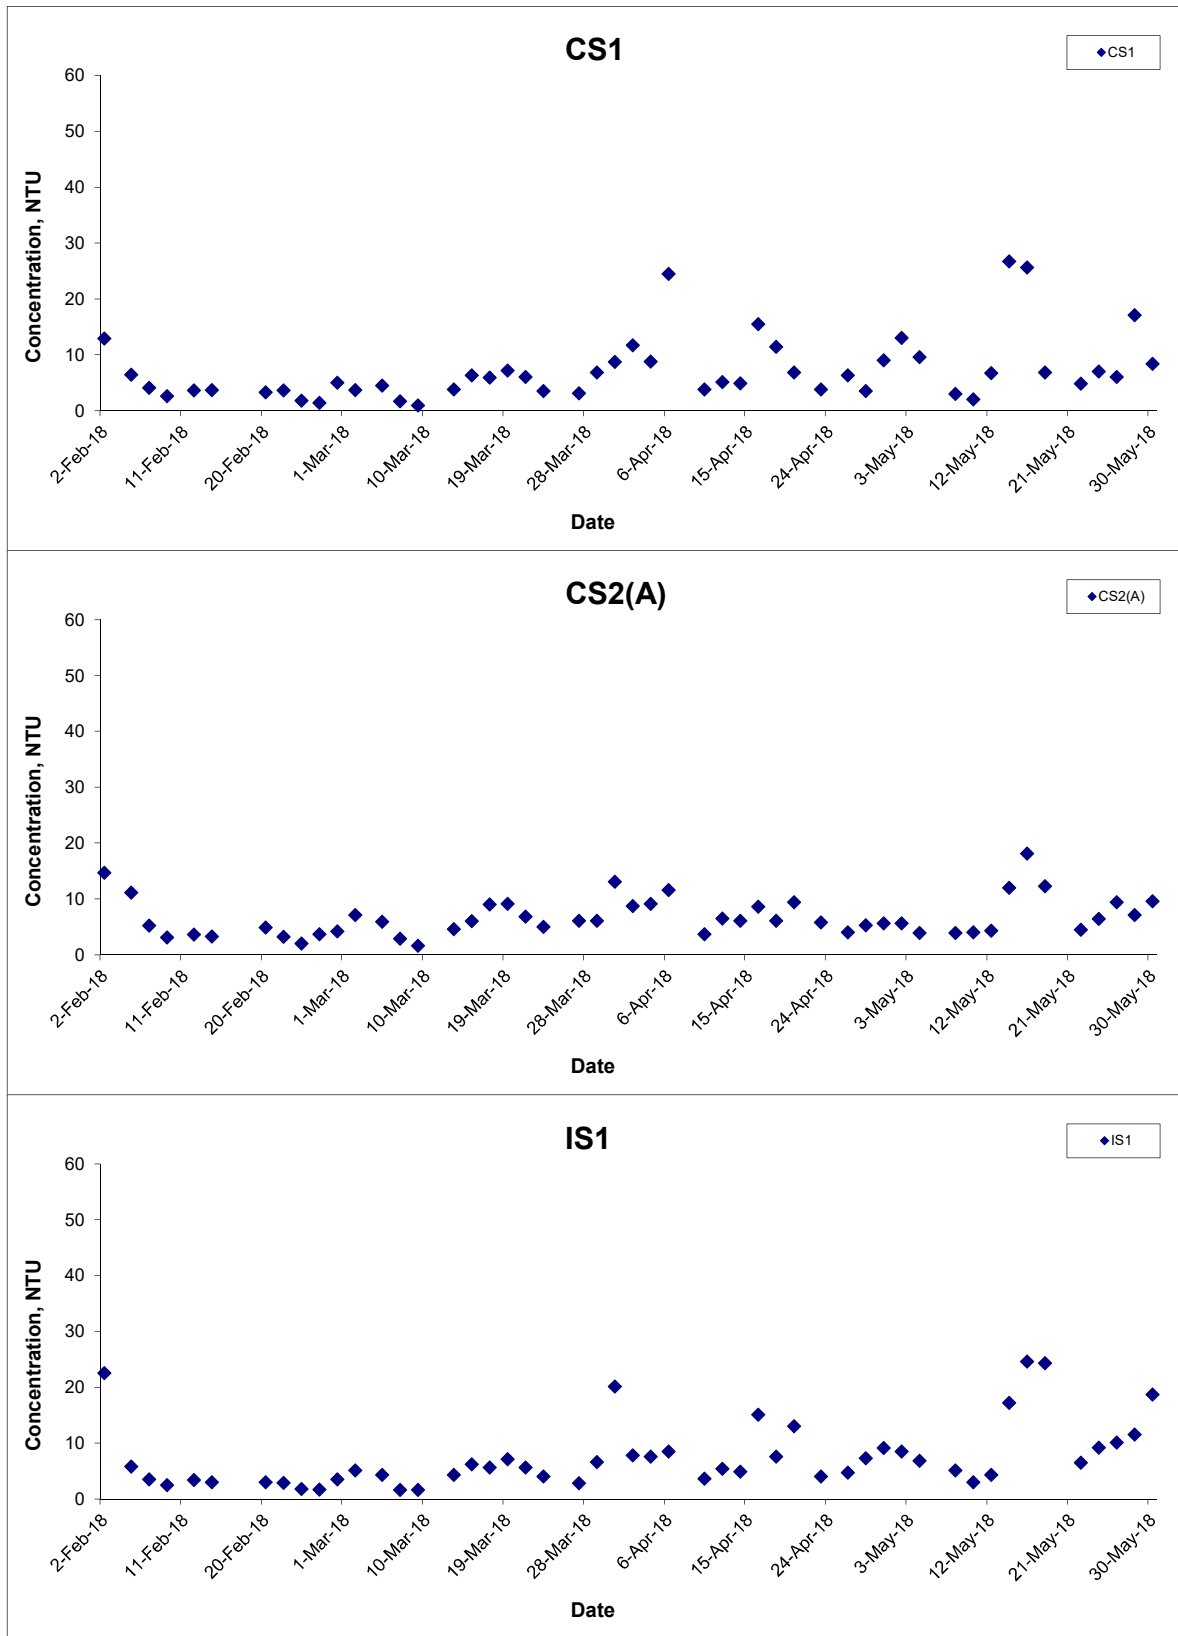 CS1
CS1
60
50
40
30
20
10
0
Concentration, NTU
2-Feb-18
11-Feb-18
20-Feb-18
1-Mar-18
10-Mar-18
19-Mar-18
28-Mar-18
6-Apr-18
15-Apr-18
24-Apr-18
3-May-18
12-May-18
21-May-18
30-May-18
Date
CS2(A)
CS2(A)
60
50
40
30
20
10
0
Concentration, NTU
2-Feb-18
11-Feb-18
20-Feb-18
1-Mar-18
10-Mar-18
19-Mar-18
28-Mar-18
6-Apr-18
15-Apr-18
24-Apr-18
3-May-18
12-May-18
21-May-18
30-May-18
Date
IS1
IS1
60
50
40
30
20
10
0
Concentration, NTU
2-Feb-18
11-Feb-18
20-Feb-18
1-Mar-18
10-Mar-18
19-Mar-18
28-Mar-18
6-Apr-18
15-Apr-18
24-Apr-18
3-May-18
12-May-18
21-May-18
30-May-18
Date